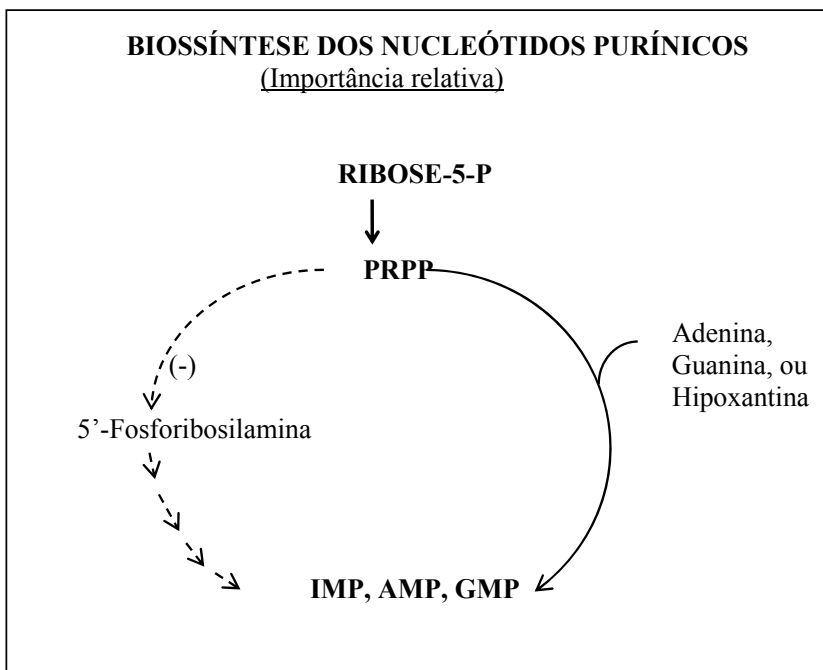 BIOSSÍNTESE DOS NUCLEÓTIDOS PURÍNICOS
(Importância relativa)
RIBOSE-5-P
PRPP
Adenina,
Guanina, ou
Hipoxantina
(-)
5’-Fosforibosilamina
IMP, AMP, GMP